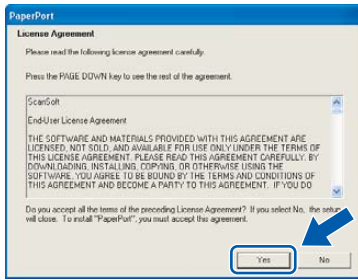 PaperPort
License Agreement
Please read the following license agreement carefully.
Press the PAGE DOWN key to see the rest of the agreement.
ScanSoft
End-User License Agreement
THE SOFTWARE AND MATERIALS PROVIDED WITH THIS AGREEMENT ARE
LICENSED, NOT SOLD, AND AVAILABLE FOR USE ONLY UNDER THE TERMS OF
THIS LICENSE AGREEMENT. PLEASE READ THIS AGREEMENT CAREFULLY. BY
DOWNLOADING, INSTALLING, COPYING, OR OTHERWISE USING THE
SOFTWARE, YOU AGREE TO BE BOUND BY THE TERMS AND CONDITIONS OF
THIS AGREEMENT AND BECOME A PARTY TO THIS AGREEMENT. IF YOU DO
Do you accept all the terms of the preceding License Agreement? If you select No, the setup
will close. To install "PaperPort", you must accept this agreement.
Yes
No